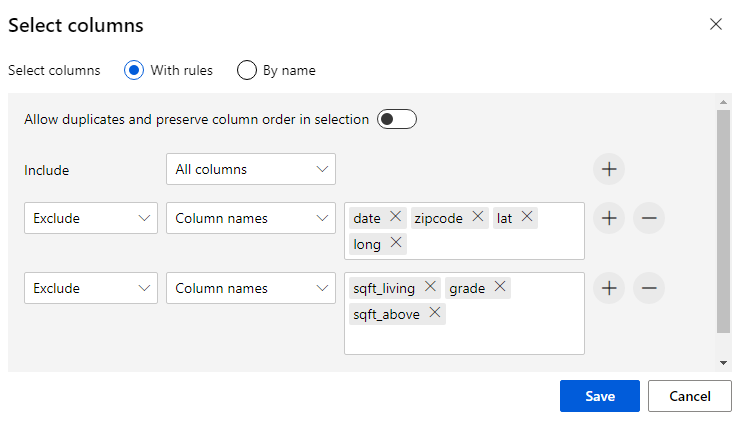 Select columns
Select columns With rules By name
Allow duplicates and preserve column order in selection
Include All columns
Exclude Column names date zipcode lat
long
Exclude Column names sqft_living grade
sqft_above
Save Cancel